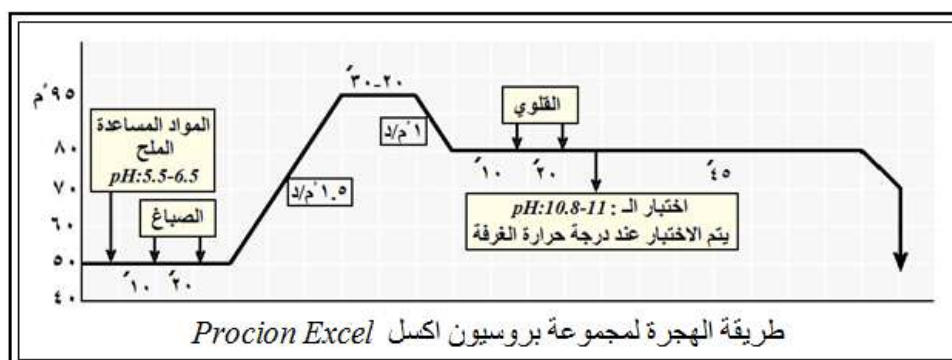 ٩٥ ْم
٨٠
٧٠
٦٠
٥٠
٤٠
المواد المساعدة
الملح
pH:5.5-6.5
الصباغ
١٠ َ
٢٠ َ
١.٥ ْم/د
٢٠-٣٠ َ
١ ْم/د
القلوي
١٠ َ
٢٠ َ
٤٥ َ
اختبار الـ : pH:10.8-11
يتم الاختبار عند درجة حرارة الغرفة
طريقة الهجرة لمجموعة بروسيون اكسل Procion Excel